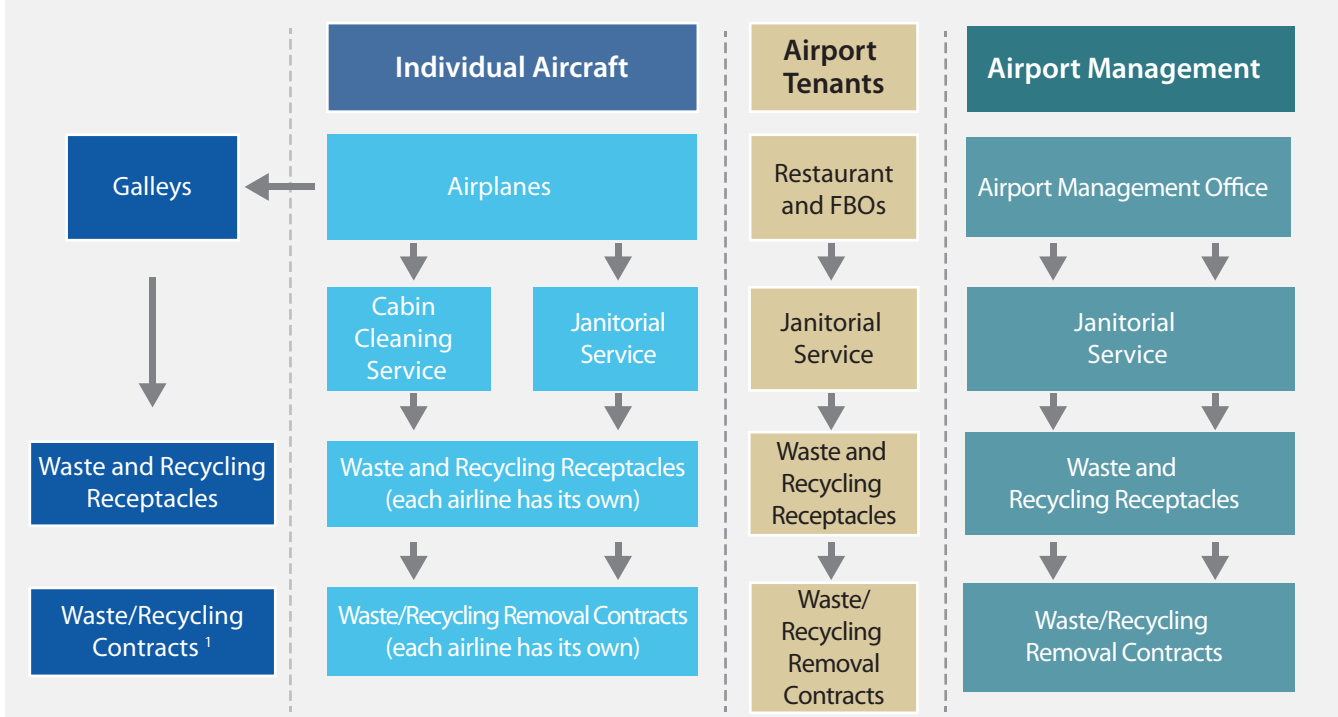 Individual Aircraft
Airport
Tenants
Airport Management
Galleys
Airplanes
Restaurant
and FBOs
Airport Management Office
Cabin
Cleaning
Service
Janitorial
Service
Janitorial
Service
Janitorial
Service
Waste and Recycling
Receptacles
Waste and Recycling Receptacles
(each airline has its own)
Waste and
Recycling
Receptacles
Waste and
Recycling Receptacles
Waste/Recycling
Contracts ¹
Waste/Recycling Removal Contracts
(each airline has its own)
Waste/
Recycling
Removal
Contracts
Waste/Recycling
Removal Contracts